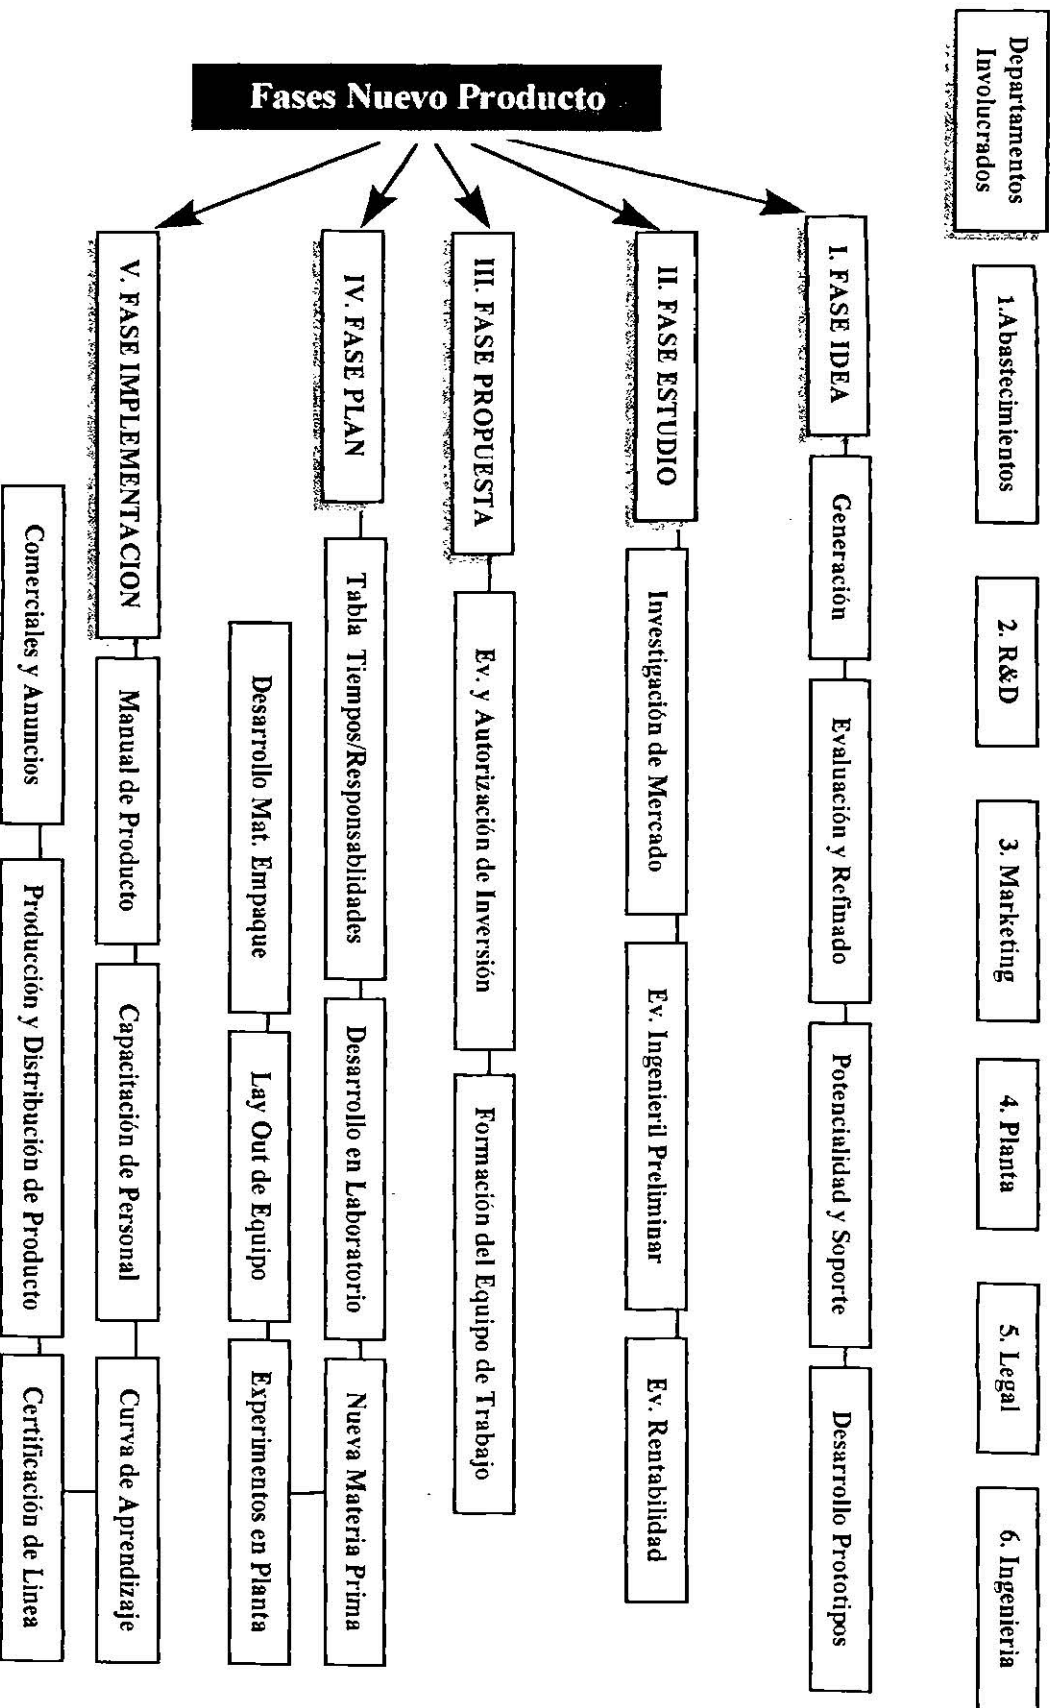 Departamentos
Involucrados
1.Abastecimientos
2. R&D
3. Marketing
4. Planta
5. Legal
6. Ingenieria
Fases Nuevo Producto
I. FASE IDEA
Generación
Evaluación y Refinado
Potencialidad y Soporte
Desarrollo Prototipos
II. FASE ESTUDIO
Investigación de Mercado
Ev. Ingenieril Preliminar
Ev. Rentabilidad
III. FASE PROPUESTA
Ev. y Autorización de Inversión
Formación del Equipo de Trabajo
IV. FASE PLAN
Tabla Tiempos/Responsablidades
Desarrollo en Laboratorio
Nueva Materia Prima
Desarrollo Mat. Empaque
Lay Out de Equipo
Experimentos en Planta
V. FASE IMPLEMENTACION
Manual de Producto
Capacitación de Personal
Curva de Aprendizaje
Comerciales y Anuncios
Producción y Distribución de Producto
Certificación de Linea